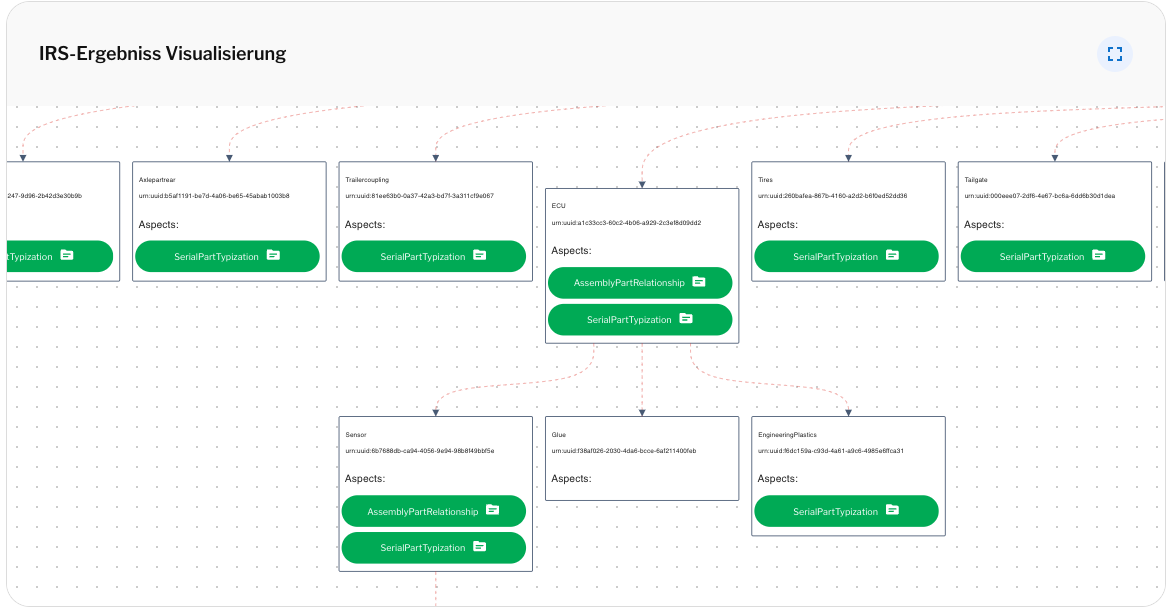 IRS-Ergebniss Visualisierung
247-9d96-2b42d3e30b9b
tTypization
Axlepartrear
urn:uuid:b5af1191-be7d-4a06-be65-45abab1003b8
Aspects:
SerialPartTypization
Trailercoupling
urn:uuid:81ee63b0-0a37-42a3-bd7f-3a311cf9e067
Aspects:
SerialPartTypization
ECU
urn:uuid:a1c33cc3-60c2-4b06-a929-2c3ef8d09dd2
Aspects:
AssemblyPartRelationship
SerialPartTypization
Tires
urn:uuid:260bafea-867b-4160-a2d2-b6f0ed52dd36
Aspects:
SerialPartTypization
Tailgate
urn:uuid:000eee07-2df6-4e67-bc6a-6dd6b30d1dea
Aspects:
SerialPartTypization
Sensor
urn:uuid:6b7688db-ca94-4056-9e94-98b8f49bbf5e
Aspects:
AssemblyPartRelationship
SerialPartTypization
Glue
urn:uuid:f38af026-2030-4da6-bcce-6af211400feb
Aspects:
EngineeringPlastics
urn:uuid:f6dc159a-c93d-4a61-a9c6-4985e6ffca31
Aspects:
SerialPartTypization